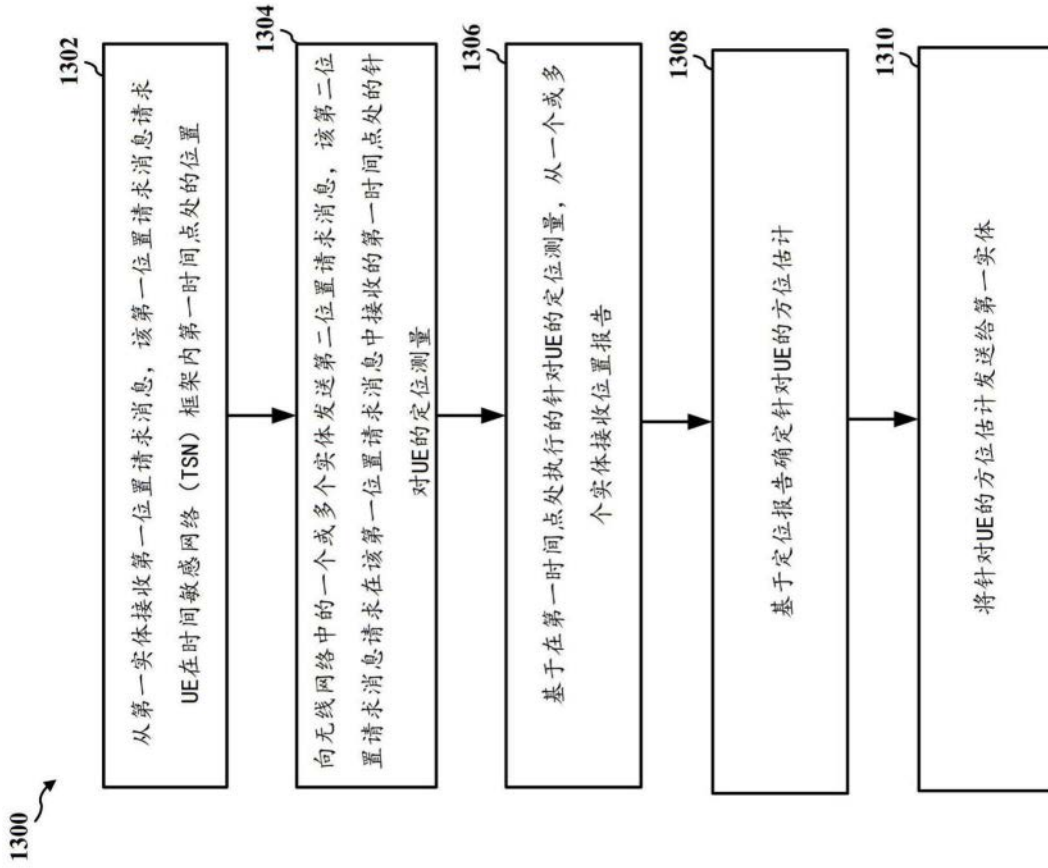 1300
1302
从第一实体接收第一位置请求消息，该第一位置请求消息请求
UE在时间敏感网络（TSN）框架内第一时间点处的位置
1304
向无线网络中的一个或多个实体发送第二位置请求消息，该第二位
置请求消息请求在该第一位置请求消息中接收的第一时间点处的针
对UE的定位测量
1306
基于在第一时间点处执行的针对UE的定位测量，从一个或多
个实体接收位置报告
1308
基于定位报告确定针对UE的方位估计
1310
将针对UE的方位估计发送给第一实体